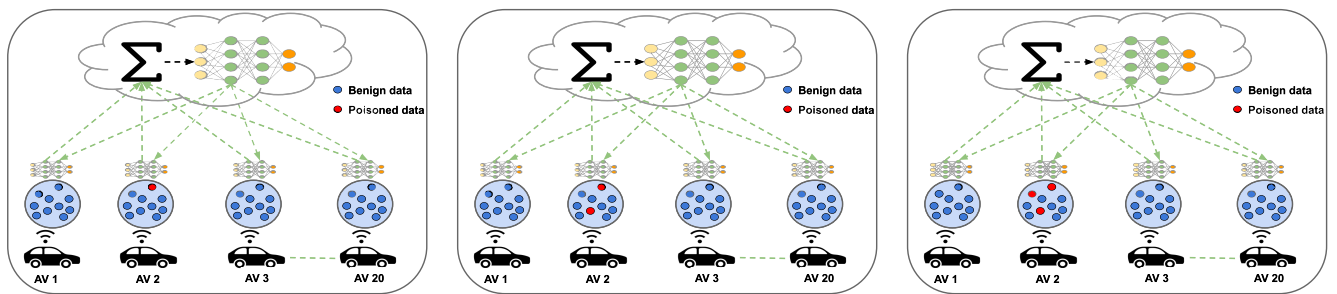 Σ
Benign data
Poisoned data
AV 1
AV 2
AV 3
AV 20
Σ
Benign data
Poisoned data
AV 1
AV 2
AV 3
AV 20
Σ
Benign data
Poisoned data
AV 1
AV 2
AV 3
AV 20